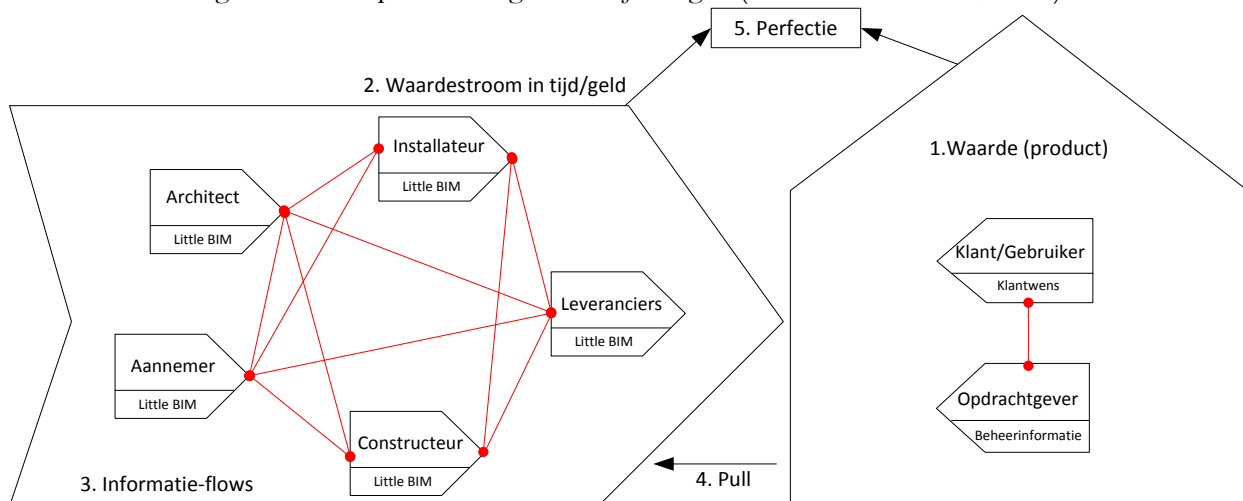 5. Perfectie
2. Waardestroom in tijd/geld
Installateur
Little BIM
1.Waarde (product)
Architect
Little BIM
Klant/Gebruiker
Klantwens
Leveranciers
Little BIM
Aannemer
Little BIM
Opdrachtgever
Beheerinformatie
Constructeur
Little BIM
4. Pull
3. Informatie-flows